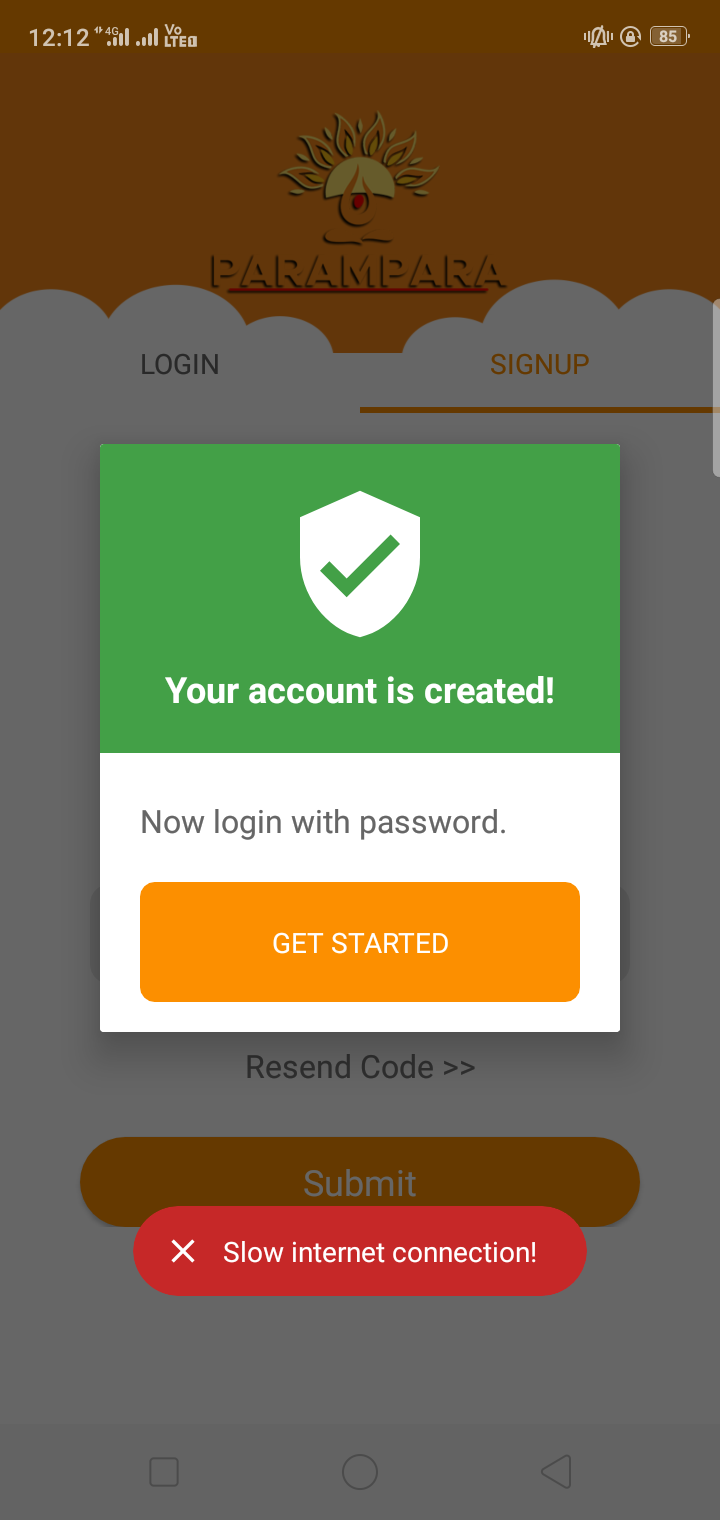 12:12 4G Vo LTE 1 85
PARAMPARA
LOGIN SIGNUP
Your account is created!
Now login with password.
GET STARTED
Resend Code >>
Submit
Slow internet connection!